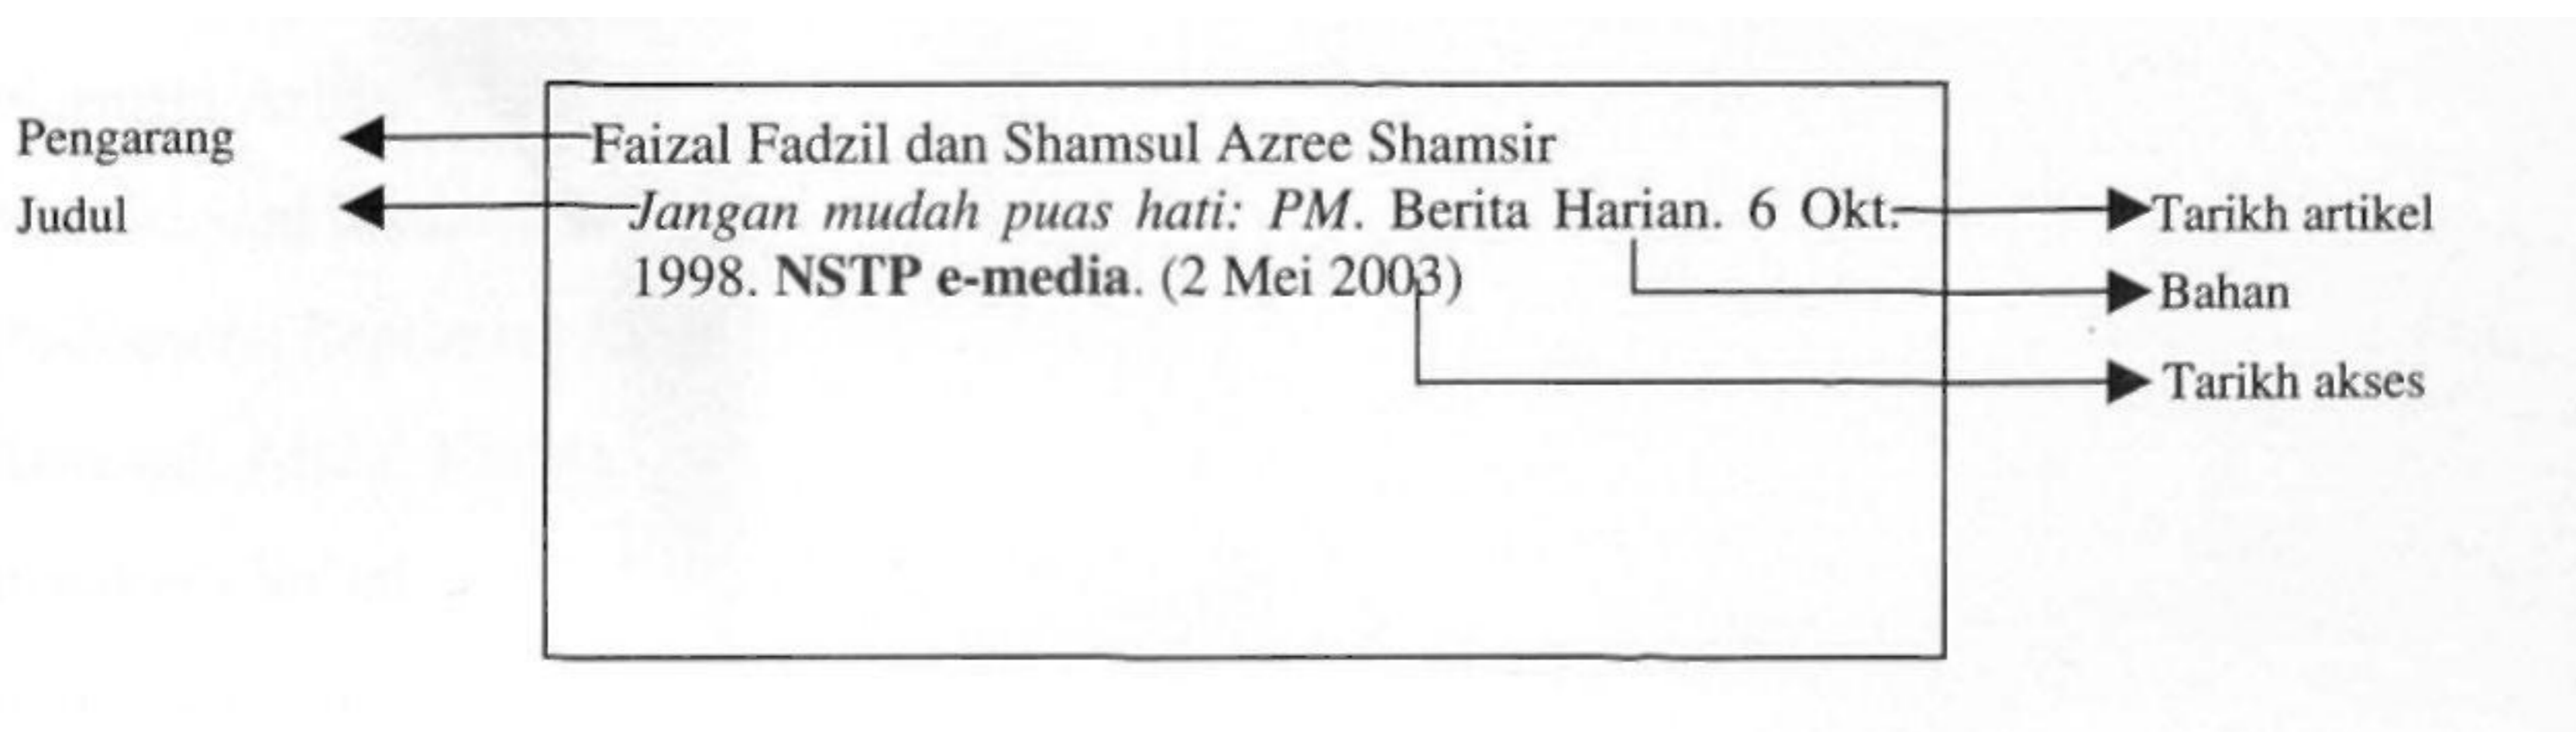 Pengarang
Faizal Fadzil dan Shamsul Azree Shamsir
Judul
Jangan mudah puas hati: PM. Berita Harian. 6 Okt.
Tarikh artikel
1998. NSTP e-media. (2 Mei 2003)
Bahan
Tarikh akses